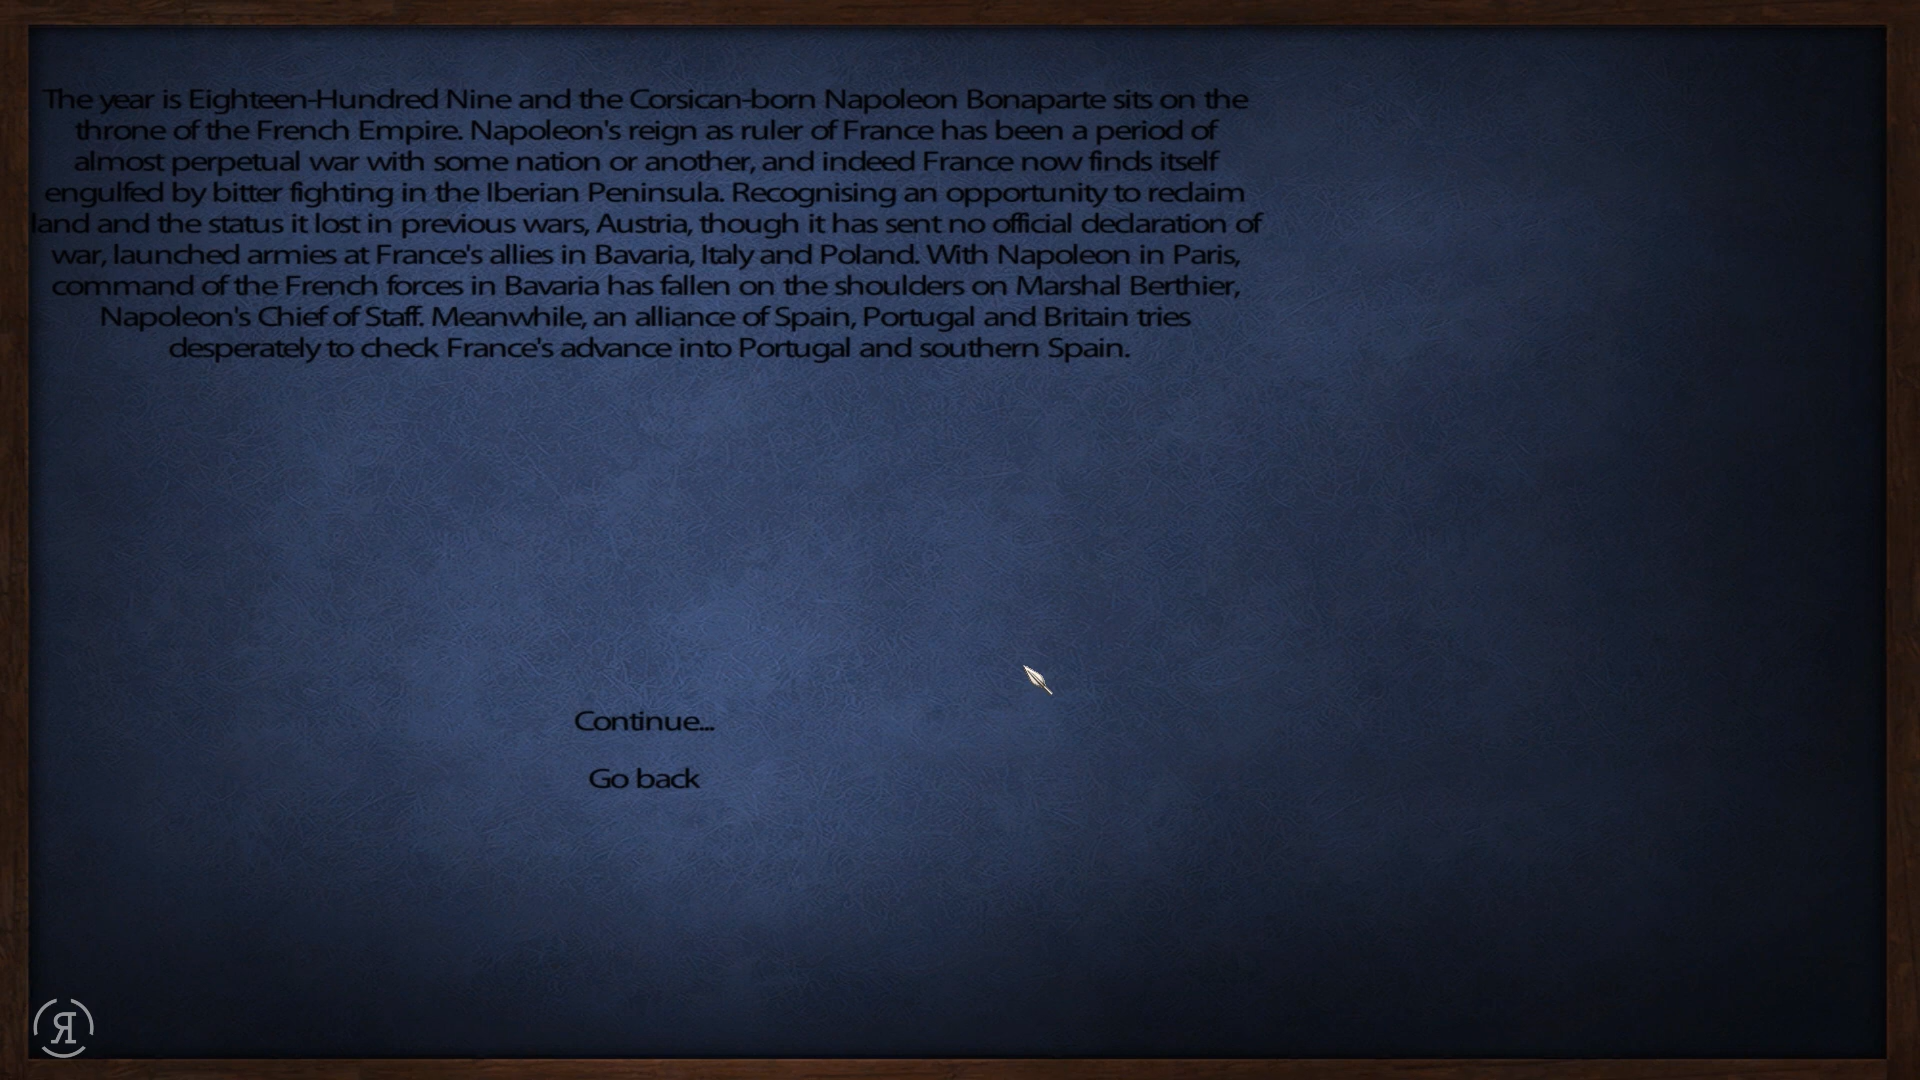 The year is Eighteen-Hundred Nine and the Corsican-born Napoleon Bonaparte sits on the
throne of the French Empire. Napoleon's reign as ruler of France has been a period of
almost perpetual war with some nation or another, and indeed France now finds itself
engulfed by bitter fighting in the Iberian Peninsula. Recognising an opportunity to reclaim
land and the status it lost in previous wars, Austria, though it has sent no official declaration of
war, launched armies at France's allies in Bavaria, Italy and Poland. With Napoleon in Paris,
command of the French forces in Bavaria has fallen on the shoulders on Marshal Berthier,
Napoleon's Chief of Staff. Meanwhile, an alliance of Spain, Portugal and Britain tries
desperately to check France's advance into Portugal and southern Spain.
Continue...
Go back